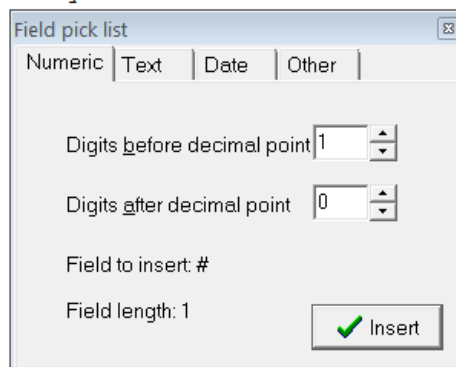 Field pick list
Numeric Text Date Other
Digits before decimal point 1
Digits after decimal point 0
Field to insert: #
Field length: 1
Insert